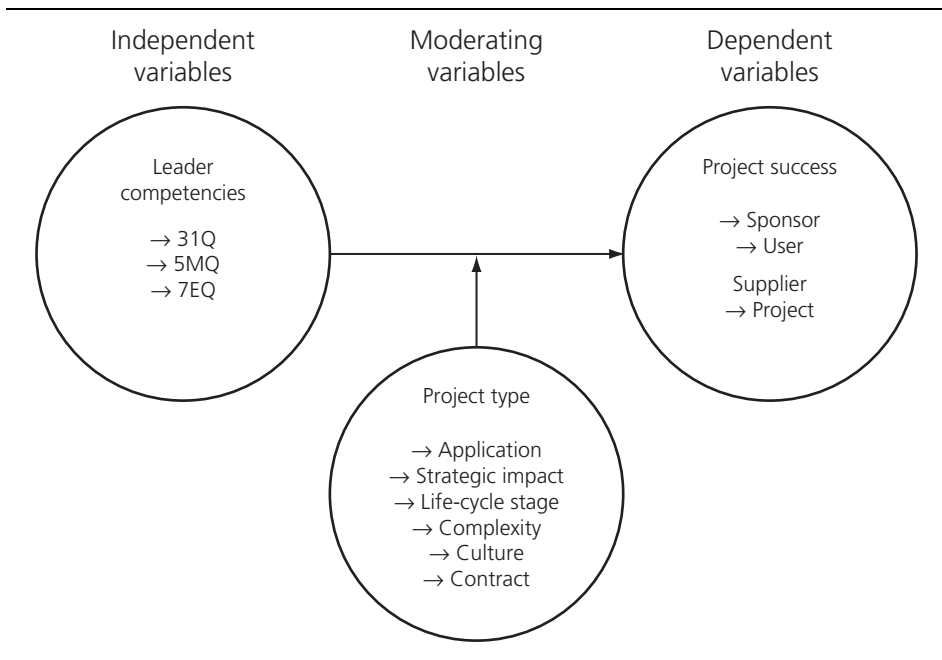 Independent
variables
Moderating
variables
Dependent
variables
Leader
competencies
→ 31Q
→ 5MQ
→ 7EQ
Project success
→ Sponsor
→ User
Supplier
→ Project
Project type
→ Application
→ Strategic impact
→ Life-cycle stage
→ Complexity
→ Culture
→ Contract